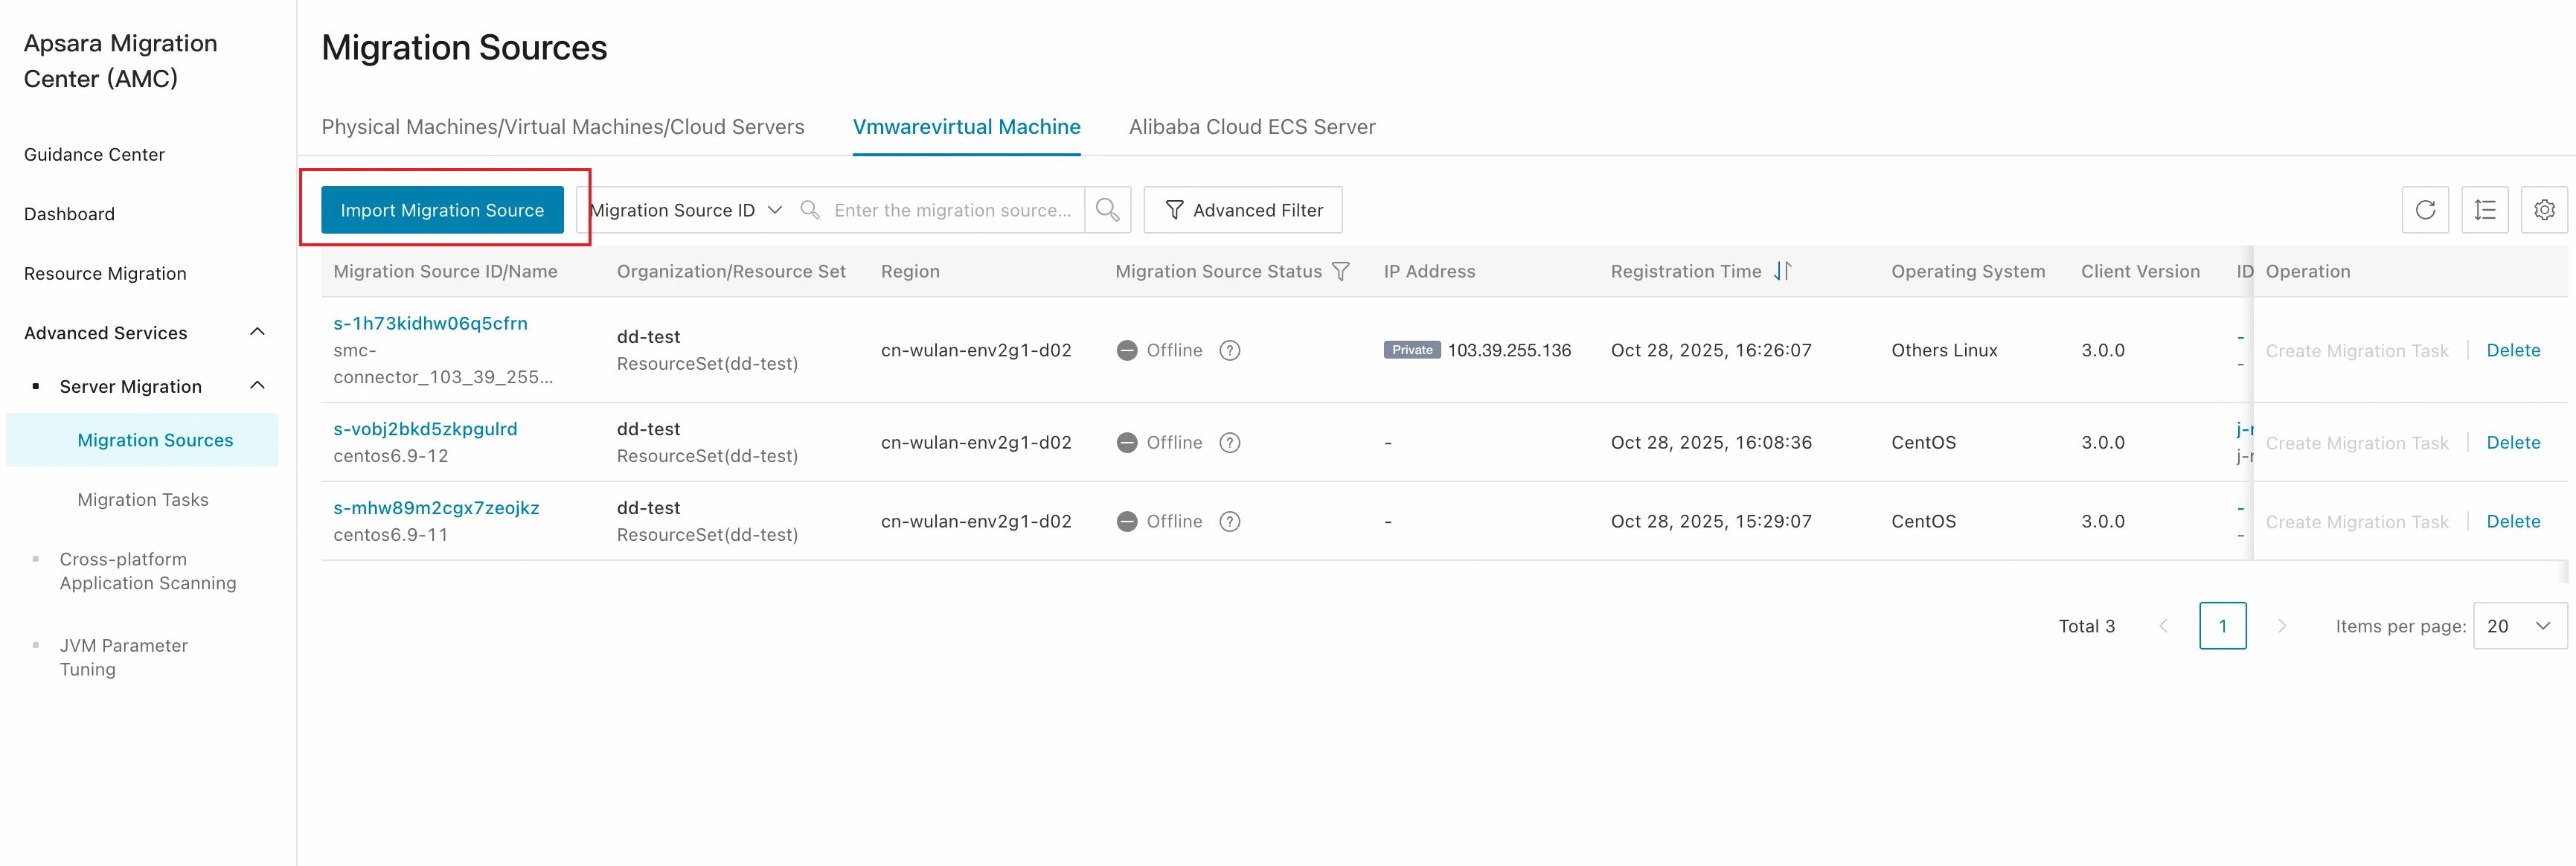 Apsara Migration
Center (AMC)
Guidance Center
Dashboard
Resource Migration
Advanced Services
Server Migration
Migration Sources
Migration Tasks
Cross-platform
Application Scanning
JVM Parameter
Tuning
Migration Sources
Physical Machines/Virtual Machines/Cloud Servers Vmwarevirtual Machine Alibaba Cloud ECS Server
Import Migration Source Migration Source ID Enter the migration source... Advanced Filter
Migration Source ID/Name Organization/Resource Set Region Migration Source Status IP Address Registration Time Operating System Client Version ID Operation
s-1h73kidhw06q5cfrn
smc-
connector_103_39_255...
dd-test
ResourceSet(dd-test)
cn-wulan-env2g1-d02 Offline Private 103.39.255.136 Oct 28, 2025, 16:26:07 Others Linux 3.0.0 - - Create Migration Task Delete
s-vobj2bkd5zkpgulrd
centos6.9-12
dd-test
ResourceSet(dd-test)
cn-wulan-env2g1-d02 Offline - Oct 28, 2025, 16:08:36 CentOS 3.0.0 Create Migration Task Delete
s-mhw89m2cgx7zeojkz
centos6.9-11
dd-test
ResourceSet(dd-test)
cn-wulan-env2g1-d02 Offline - Oct 28, 2025, 15:29:07 CentOS 3.0.0 - - Create Migration Task Delete
Total 3 1 Items per page: 20